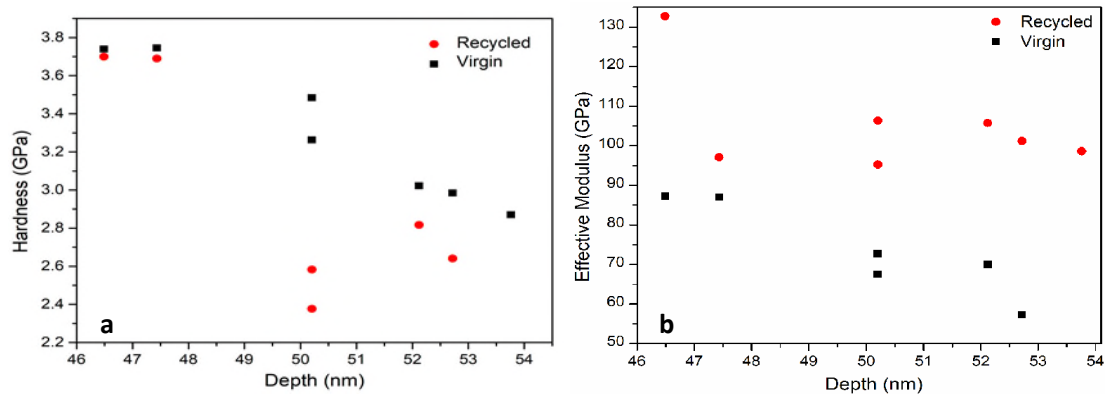 Hardness (GPa)
3.8
3.6
3.4
3.2
3.0
2.8
2.6
2.4
2.2
Recycled
Virgin
a
46 47 48 49 50 51 52 53 54
Depth (nm)
Effective Modulus (GPa)
130
120
110
100
90
80
70
60
50
Recycled
Virgin
b
46 47 48 49 50 51 52 53 54
Depth (nm)